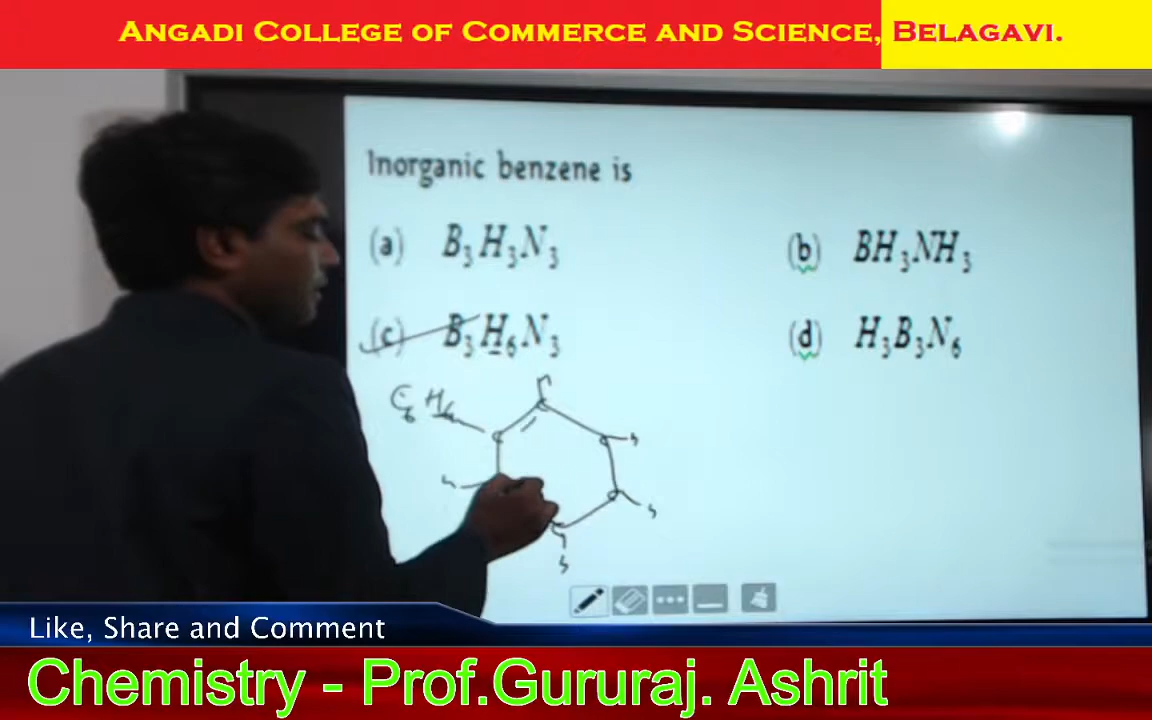 ANGADI COLLEGE OF COMMERCE AND SCIENCE, BELAGAVI.
Inorganic benzene is
(a) B₃H₃N₃
(b) BH₃NH₃
(c) B₃H₆N₃
(d) H₃B₃N₆
C₆H₆
Like, Share and Comment
Chemistry - Prof.Gururaj. Ashrit